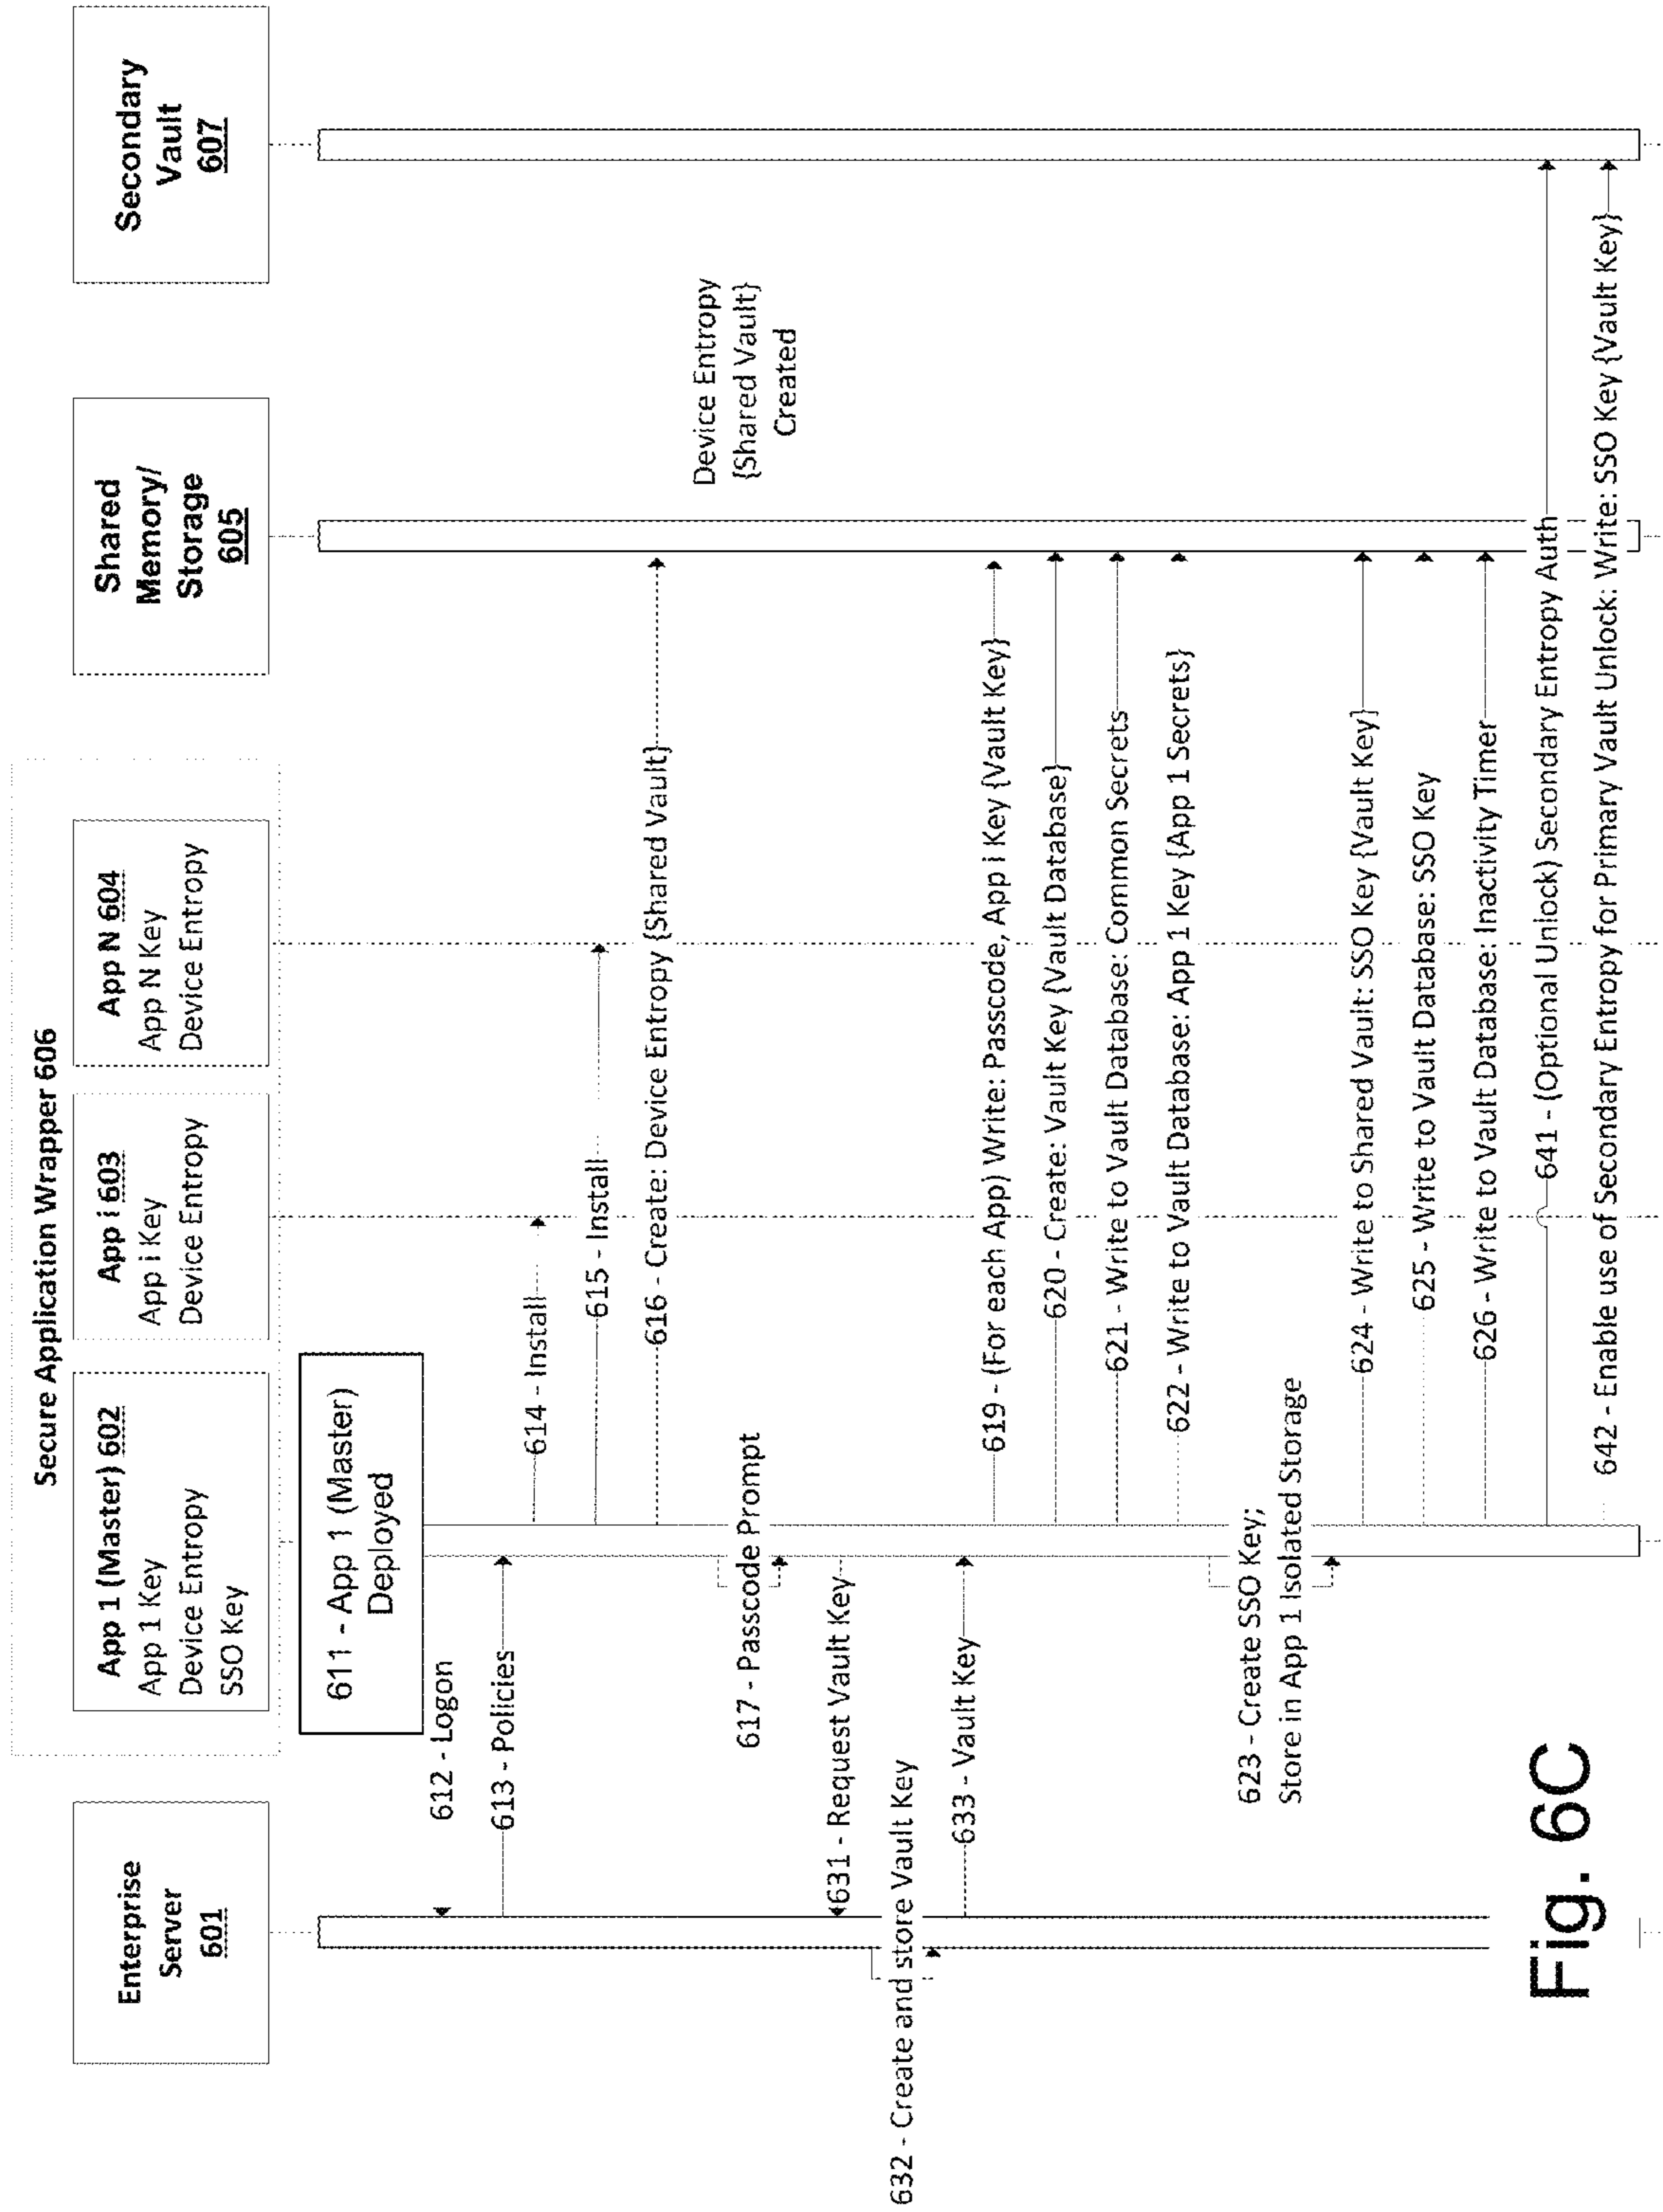 Secure Application Wrapper 606
Enterprise
Server
601
App 1 (Master) 602
App 1 Key
Device Entropy
SSO Key
App i 603
App i Key
Device Entropy
App N 604
App N Key
Device Entropy
Shared
Memory/
Storage
605
Secondary
Vault
607
611 - App 1 (Master)
Deployed
612 - Logon
613 - Policies
614 - Install
615 - Install
616 - Create: Device Entropy {Shared Vault}
Device Entropy
{Shared Vault}
Created
617 - Passcode Prompt
631 - Request Vault Key
632 - Create and store Vault Key
633 - Vault Key
619 - (For each App) Write: Passcode, App i Key {Vault Key}
620 - Create: Vault Key {Vault Database}
621 - Write to Vault Database: Common Secrets
622 - Write to Vault Database: App 1 Key {App 1 Secrets}
623 - Create SSO Key;
Store in App 1 Isolated Storage
624 - Write to Shared Vault: SSO Key {Vault Key}
625 - Write to Vault Database: SSO Key
626 - Write to Vault Database: Inactivity Timer
641 - (Optional Unlock) Secondary Entropy Auth
642 - Enable use of Secondary Entropy for Primary Vault Unlock: Write: SSO Key {Vault Key}
Fig. 6C